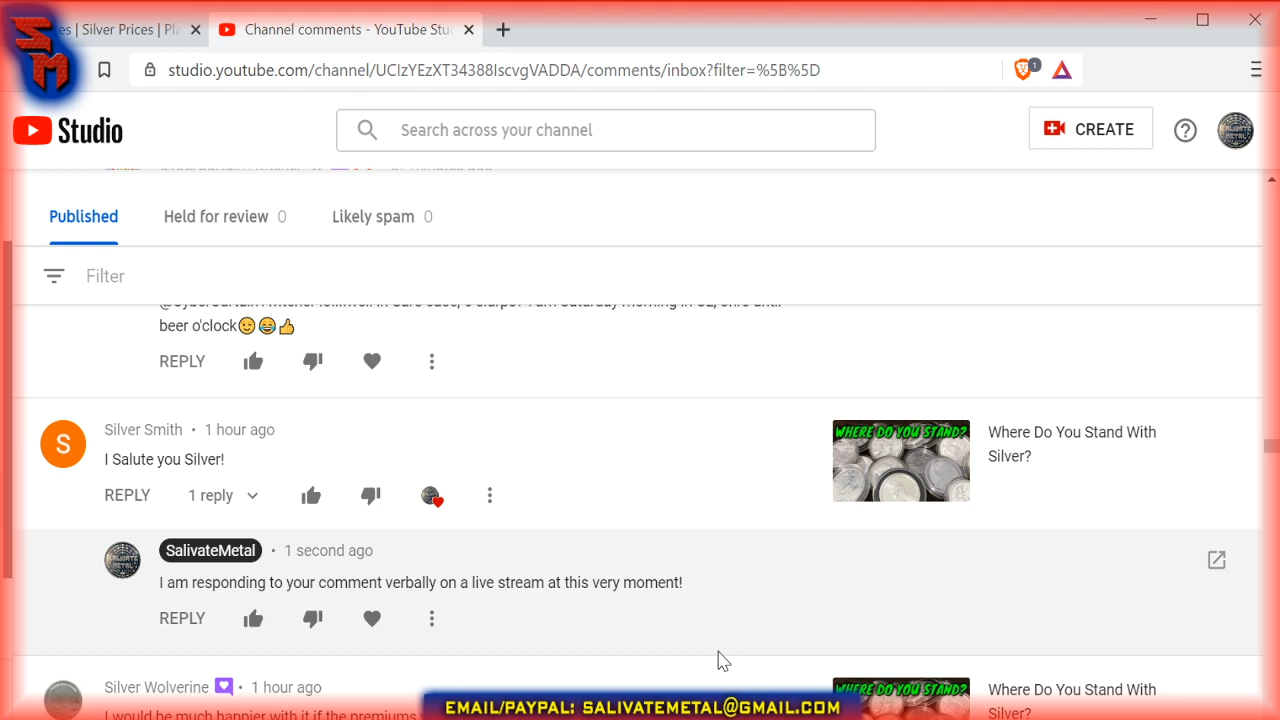 SM
es | Silver Prices | Pla
Channel comments - YouTube Stu
studio.youtube.com/channel/UCIzYEzXT34388IscvgVADDA/comments/inbox?filter=%5B%5D
1
Studio
Search across your channel
CREATE
Published
Held for review 0
Likely spam 0
Filter
beer o'clock😉😂👍
REPLY
Silver Smith • 1 hour ago
I Salute you Silver!
REPLY
1 reply
S
WHERE DO YOU STAND?
Where Do You Stand With
Silver?
SalivateMetal • 1 second ago
I am responding to your comment verbally on a live stream at this very moment!
REPLY
Silver Wolverine • 1 hour ago
I would be much happier with it if the premiums
WHERE DO YOU STAND?
Where Do You Stand With
Silver?
EMAIL/PAYPAL: SALIVATEMETAL@GMAIL.COM